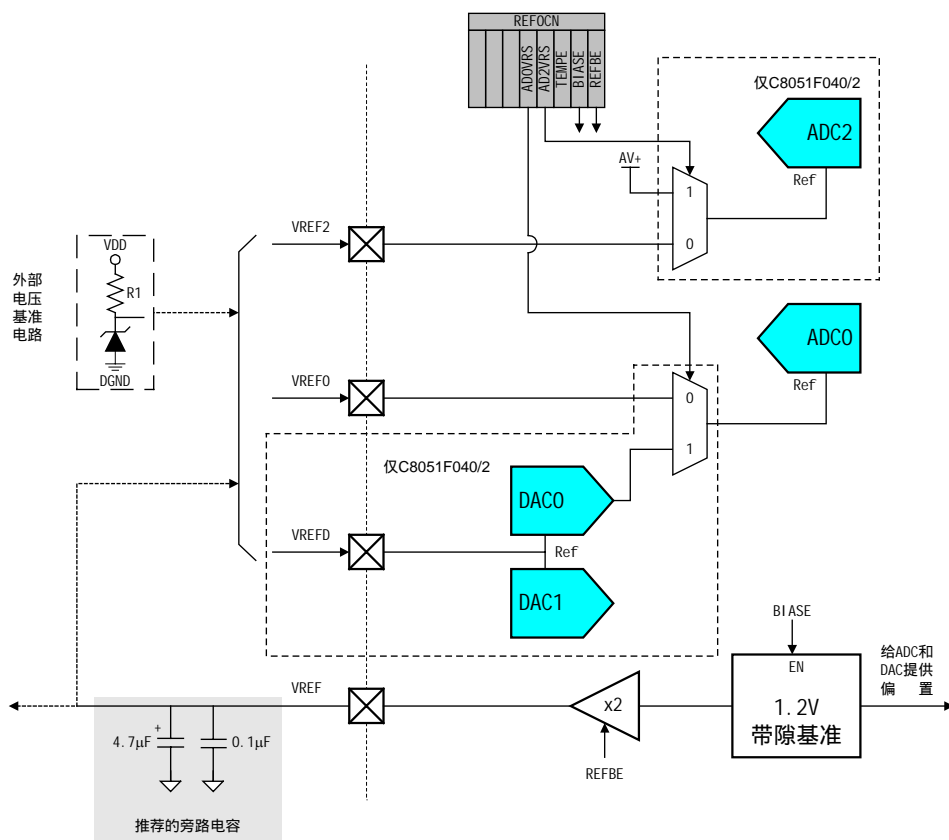 REF0CN
AD0VRS
AD2VRS
TEMPE
BIASE
REFBE
仅C8051F040/2
ADC2
AV+
Ref
1
VREF2
0
VDD
外部
电压
基准
电路
R1
DGND
ADC0
Ref
VREF0
0
1
仅C8051F040/2
DAC0
VREFD
Ref
DAC1
BIASE
给ADC和
DAC提供
偏 置
EN
VREF
x2
1.2V
带隙基准
+
4.7μF
0.1μF
REFBE
推荐的旁路电容